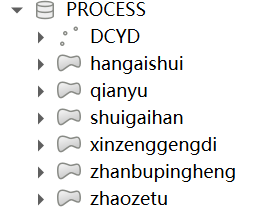 PROCESS
DCYD
hangaishui
qianyu
shuigaihan
xinzenggengdi
zhanbupingheng
zhaozetu